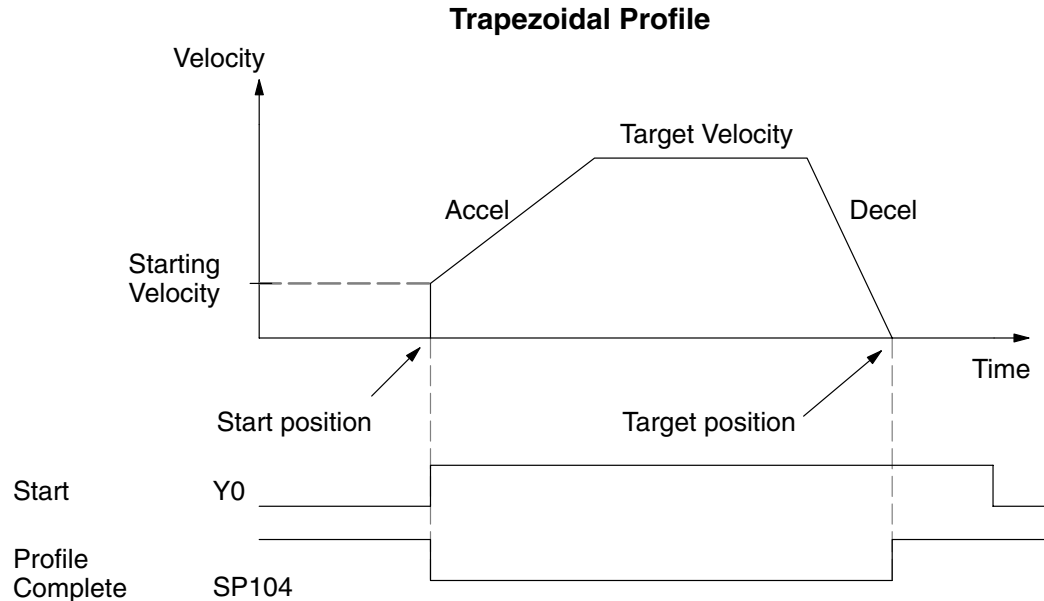 Trapezoidal Profile
Velocity
Target Velocity
Accel
Decel
Starting
Velocity
Time
Start position
Target position
Start Y0
Profile
Complete SP104